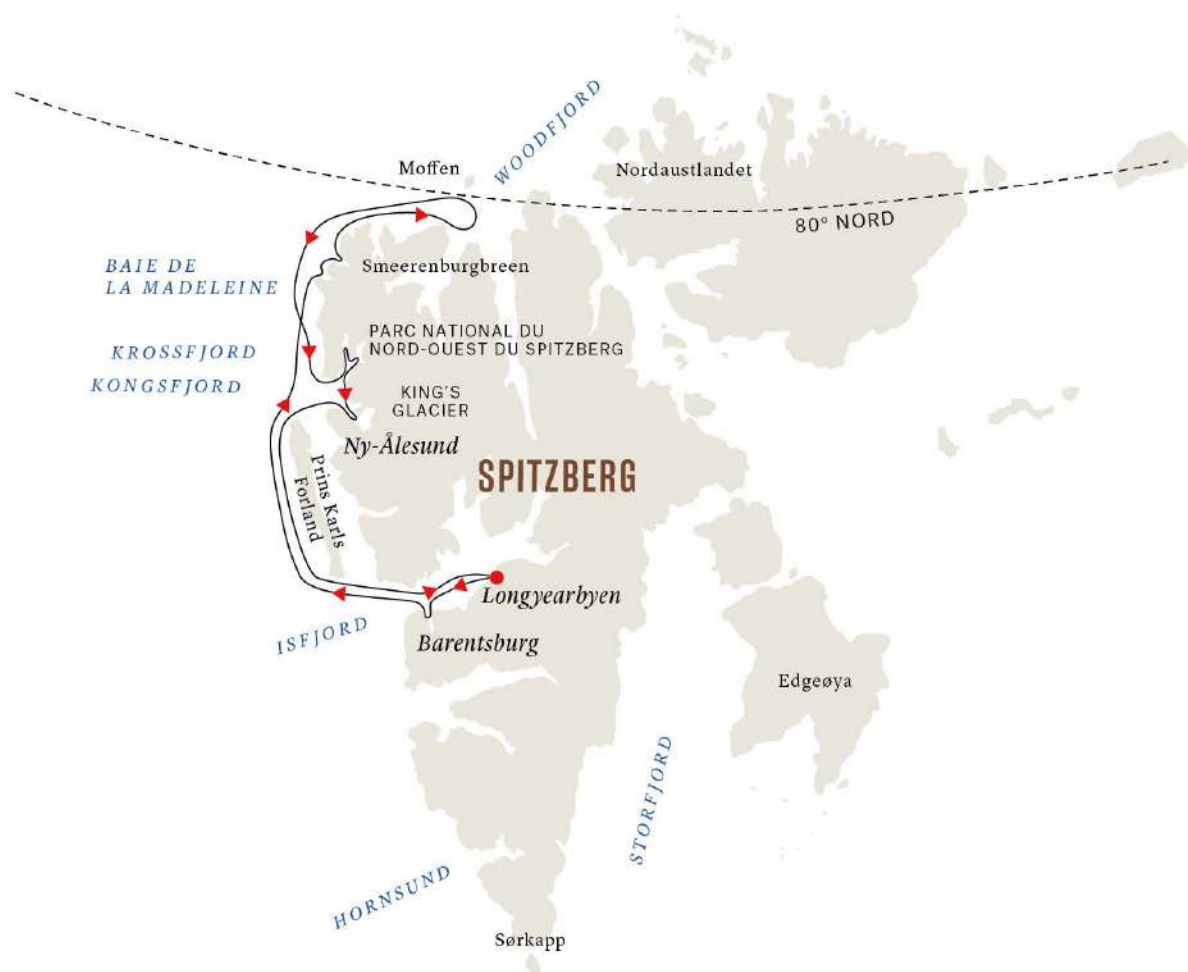 WOODFJORD
Moffen
Nordaustlandet
80° NORD
BAIE DE
LA MADELEINE
Smeerenburgbreen
PARC NATIONAL DU
NORD-OUEST DU SPITZBERG
KROSSFJORD
KONGSFJORD
KING'S
GLACIER
Ny-Ålesund
SPITZBERG
Prins Karls
Forland
Longyearbyen
ISFJORD
Barentsburg
Edgeøya
STORFJORD
HORNSUND
Sørkapp